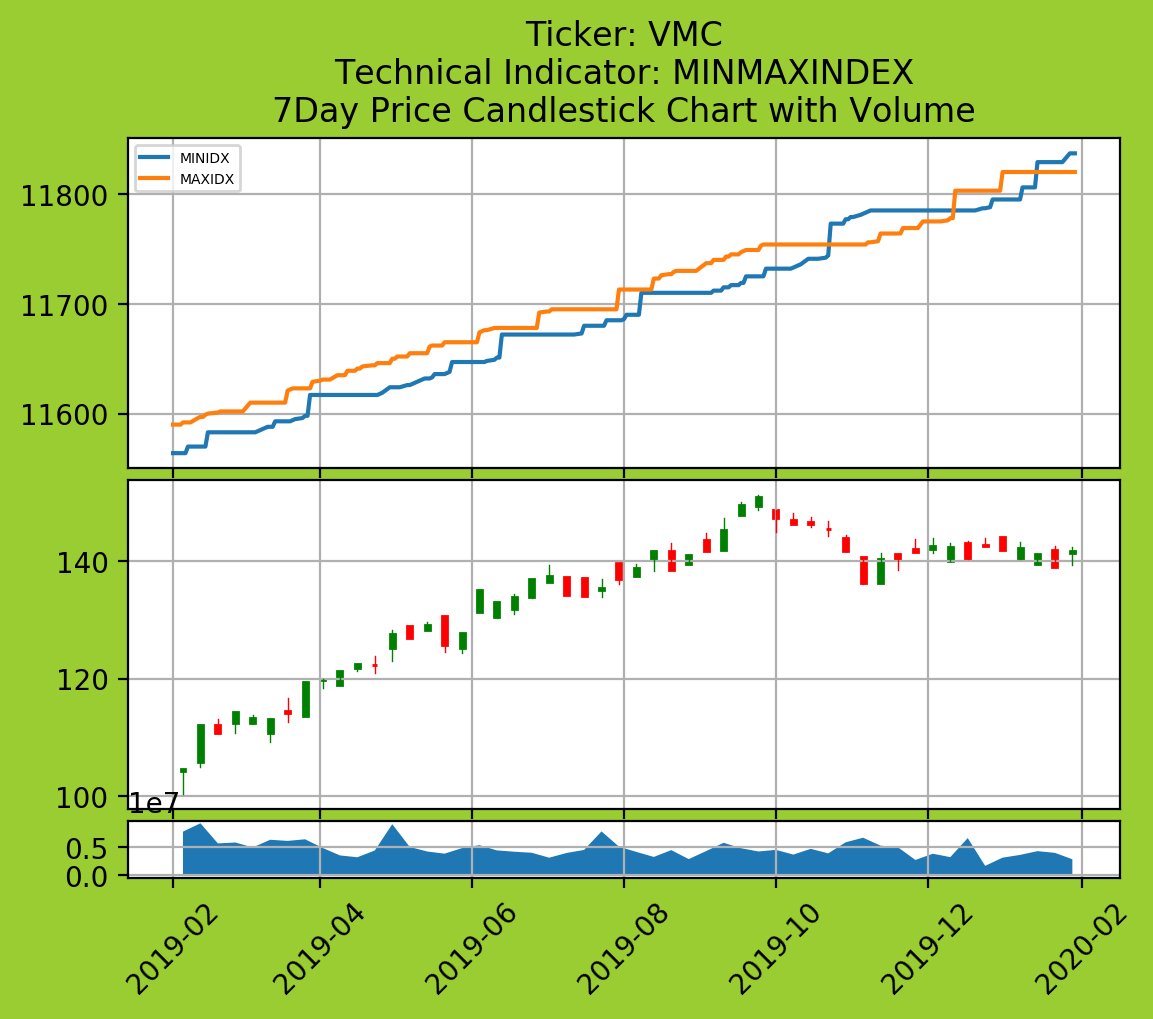 Ticker: VMC
Technical Indicator: MINMAXINDEX
7Day Price Candlestick Chart with Volume
MINIDX
MAXIDX
11800
11700
11600
140
120
100
1e7
0.5
0.0
2019-02
2019-04
2019-06
2019-08
2019-10
2019-12
2020-02